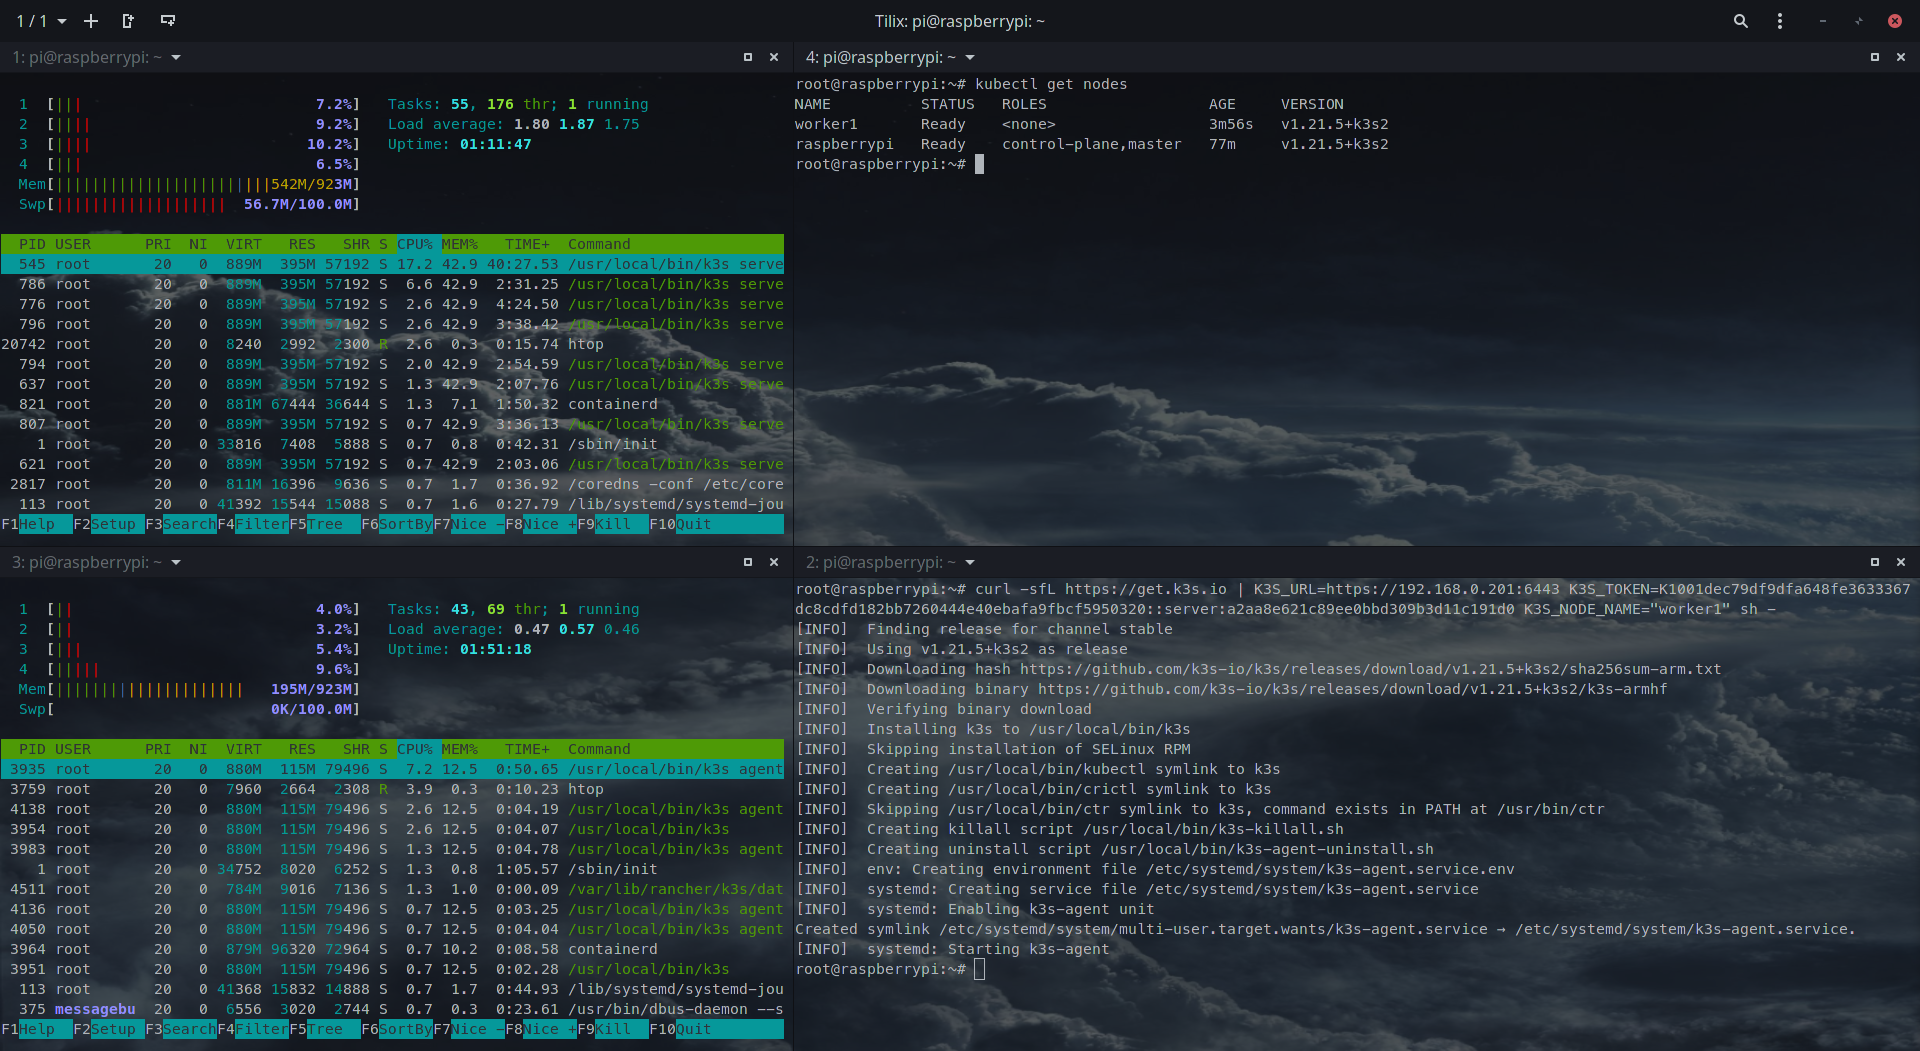 1 / 1
Tilix: pi@raspberrypi: ~
1: pi@raspberrypi: ~
1 [||| 7.2%] Tasks: 55, 176 thr; 1 running
2 [|||| 9.2%] Load average: 1.80 1.87 1.75
3 [|||| 10.2%] Uptime: 01:11:47
4 [||| 6.5%]
Mem[||||||||||||||||||||||||542M/923M]
Swp[||||||||||||||||||| 56.7M/100.0M]
PID USER PRI NI VIRT RES SHR S CPU% MEM% TIME+ Command
545 root 20 0 889M 395M 57192 S 17.2 42.9 40:27.53 /usr/local/bin/k3s serve
786 root 20 0 889M 395M 57192 S 6.6 42.9 2:31.25 /usr/local/bin/k3s serve
776 root 20 0 889M 395M 57192 S 2.6 42.9 4:24.50 /usr/local/bin/k3s serve
796 root 20 0 889M 395M 57192 S 2.6 42.9 3:38.42 /usr/local/bin/k3s serve
20742 root 20 0 8240 2992 2300 R 2.6 0.3 0:15.74 htop
794 root 20 0 889M 395M 57192 S 2.0 42.9 2:54.59 /usr/local/bin/k3s serve
637 root 20 0 889M 395M 57192 S 1.3 42.9 2:07.76 /usr/local/bin/k3s serve
821 root 20 0 881M 67444 36644 S 1.3 7.1 1:50.32 containerd
807 root 20 0 889M 395M 57192 S 0.7 42.9 3:36.13 /usr/local/bin/k3s serve
1 root 20 0 33816 7408 5888 S 0.7 0.8 0:42.31 /sbin/init
621 root 20 0 889M 395M 57192 S 0.7 42.9 2:03.06 /usr/local/bin/k3s serve
2817 root 20 0 811M 16396 9636 S 0.7 1.7 0:36.92 /coredns -conf /etc/core
113 root 20 0 41392 15544 15088 S 0.7 1.6 0:27.79 /lib/systemd/systemd-jou
F1Help F2Setup F3SearchF4FilterF5Tree F6SortByF7Nice -F8Nice +F9Kill F10Quit
4: pi@raspberrypi: ~
root@raspberrypi:~# kubectl get nodes
NAME STATUS ROLES AGE VERSION
worker1 Ready <none> 3m56s v1.21.5+k3s2
raspberrypi Ready control-plane,master 77m v1.21.5+k3s2
root@raspberrypi:~#
3: pi@raspberrypi: ~
1 [|| 4.0%] Tasks: 43, 69 thr; 1 running
2 [|| 3.2%] Load average: 0.47 0.57 0.46
3 [||| 5.4%] Uptime: 01:51:18
4 [||||| 9.6%]
Mem[||||||||||||||||||||| 195M/923M]
Swp[ 0K/100.0M]
PID USER PRI NI VIRT RES SHR S CPU% MEM% TIME+ Command
3935 root 20 0 880M 115M 79496 S 7.2 12.5 0:50.65 /usr/local/bin/k3s agent
3759 root 20 0 7960 2664 2308 R 3.9 0.3 0:10.23 htop
4138 root 20 0 880M 115M 79496 S 2.6 12.5 0:04.19 /usr/local/bin/k3s agent
3954 root 20 0 880M 115M 79496 S 2.6 12.5 0:04.07 /usr/local/bin/k3s
3983 root 20 0 880M 115M 79496 S 1.3 12.5 0:04.78 /usr/local/bin/k3s agent
1 root 20 0 34752 8020 6252 S 1.3 0.8 1:05.57 /sbin/init
4511 root 20 0 784M 9016 7136 S 1.3 1.0 0:00.09 /var/lib/rancher/k3s/dat
4136 root 20 0 880M 115M 79496 S 0.7 12.5 0:03.25 /usr/local/bin/k3s agent
4050 root 20 0 880M 115M 79496 S 0.7 12.5 0:04.04 /usr/local/bin/k3s agent
3964 root 20 0 879M 96320 72964 S 0.7 10.2 0:08.58 containerd
3951 root 20 0 880M 115M 79496 S 0.7 12.5 0:02.28 /usr/local/bin/k3s
113 root 20 0 41368 15832 14888 S 0.7 1.7 0:44.93 /lib/systemd/systemd-jou
375 messagebu 20 0 6556 3020 2744 S 0.7 0.3 0:23.61 /usr/bin/dbus-daemon --s
F1Help F2Setup F3SearchF4FilterF5Tree F6SortByF7Nice -F8Nice +F9Kill F10Quit
2: pi@raspberrypi: ~
root@raspberrypi:~# curl -sfL https://get.k3s.io | K3S_URL=https://192.168.0.201:6443 K3S_TOKEN=K1001dec79df9dfa648fe3633367
dc8cdfd182bb7260444e40ebafa9fbcf5950320::server:a2aa8e621c89ee0bbd309b3d11c191d0 K3S_NODE_NAME="worker1" sh -
[INFO] Finding release for channel stable
[INFO] Using v1.21.5+k3s2 as release
[INFO] Downloading hash https://github.com/k3s-io/k3s/releases/download/v1.21.5+k3s2/sha256sum-arm.txt
[INFO] Downloading binary https://github.com/k3s-io/k3s/releases/download/v1.21.5+k3s2/k3s-armhf
[INFO] Verifying binary download
[INFO] Installing k3s to /usr/local/bin/k3s
[INFO] Skipping installation of SELinux RPM
[INFO] Creating /usr/local/bin/kubectl symlink to k3s
[INFO] Creating /usr/local/bin/crictl symlink to k3s
[INFO] Skipping /usr/local/bin/ctr symlink to k3s, command exists in PATH at /usr/bin/ctr
[INFO] Creating killall script /usr/local/bin/k3s-killall.sh
[INFO] Creating uninstall script /usr/local/bin/k3s-agent-uninstall.sh
[INFO] env: Creating environment file /etc/systemd/system/k3s-agent.service.env
[INFO] systemd: Creating service file /etc/systemd/system/k3s-agent.service
[INFO] systemd: Enabling k3s-agent unit
Created symlink /etc/systemd/system/multi-user.target.wants/k3s-agent.service → /etc/systemd/system/k3s-agent.service.
[INFO] systemd: Starting k3s-agent
root@raspberrypi:~#